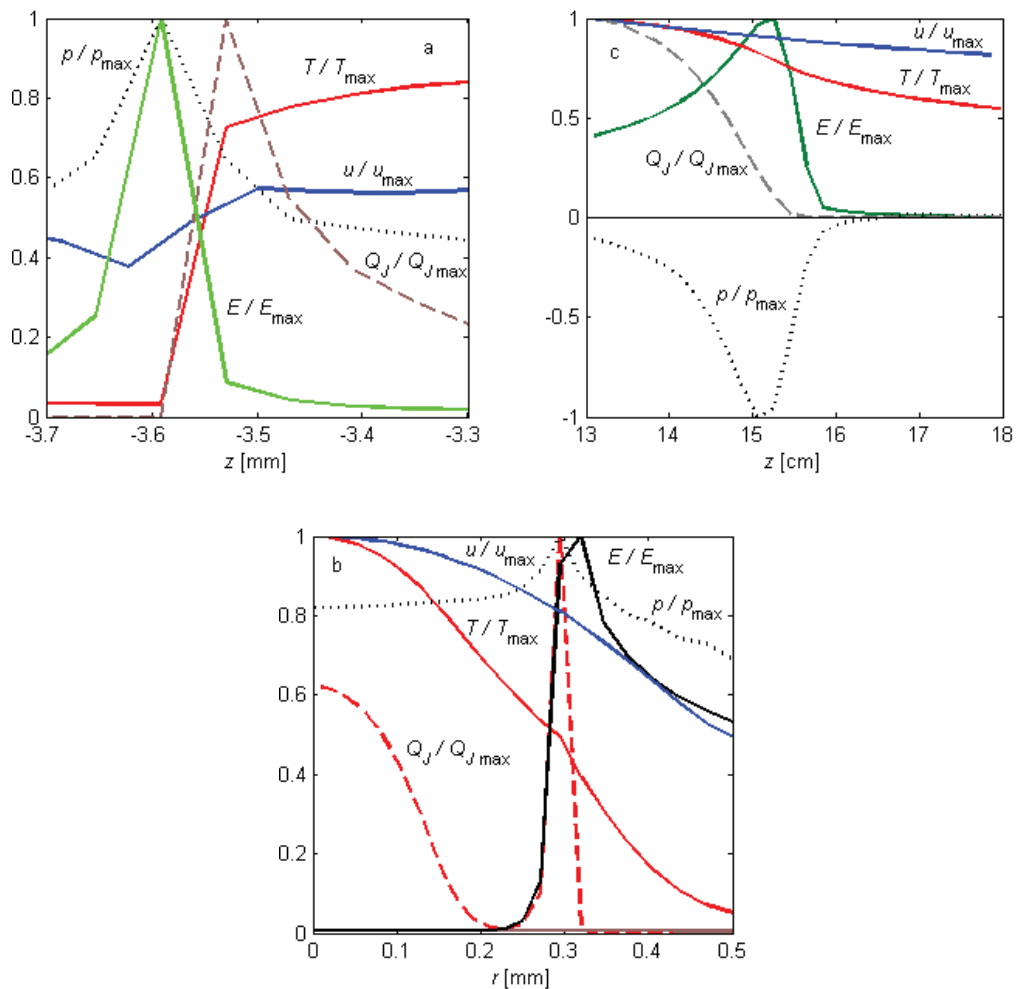 a
p / pmax
T / Tmax
u / umax
QJ / QJ max
E / Emax
1
0.8
0.6
0.4
0.2
0
-3.7
-3.6
-3.5
-3.4
-3.3
z [mm]
c
u / umax
T / Tmax
E / Emax
QJ / QJ max
p / pmax
1
0.5
0
-0.5
-1
13
14
15
16
17
18
z [cm]
b
u / umax
E / Emax
p / pmax
T / Tmax
QJ / QJ max
1
0.8
0.6
0.4
0.2
0
0
0.1
0.2
0.3
0.4
0.5
r [mm]